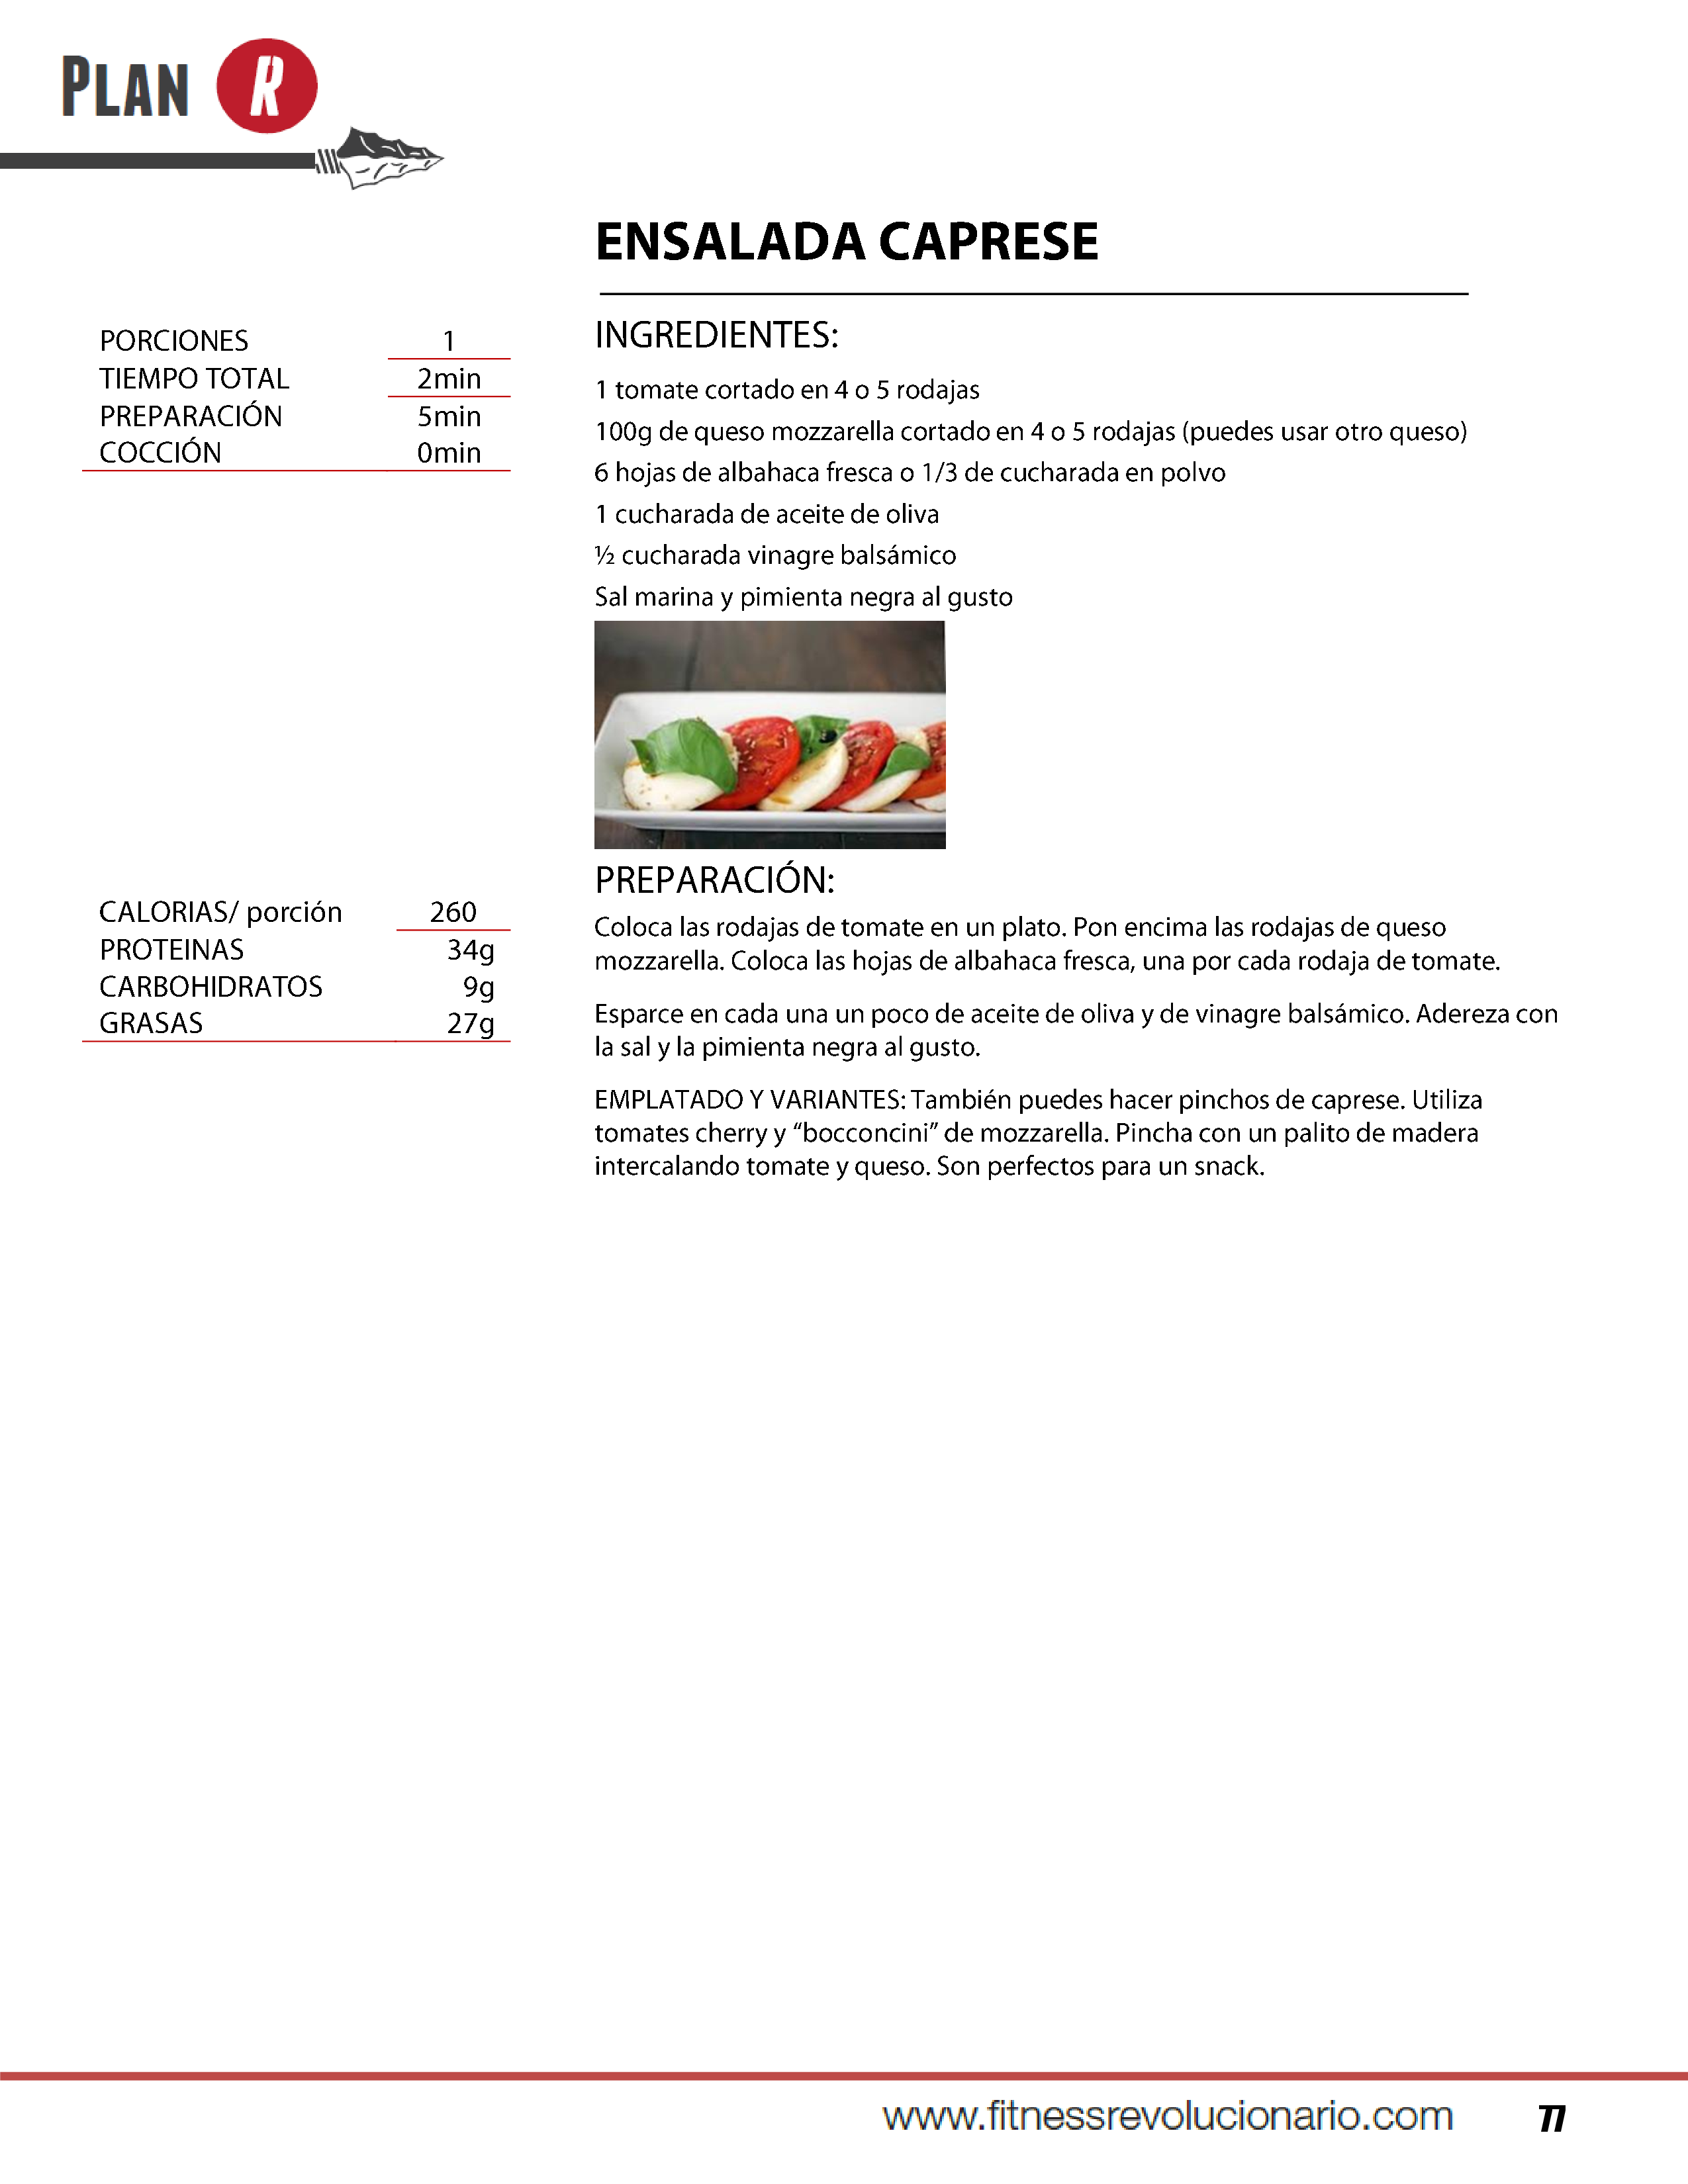 PLAN R
ENSALADA CAPRESE
PORCIONES 1
TIEMPO TOTAL 2min
PREPARACIÓN 5min
COCCIÓN 0min
INGREDIENTES:
1 tomate cortado en 4 o 5 rodajas
100g de queso mozzarella cortado en 4 o 5 rodajas (puedes usar otro queso)
6 hojas de albahaca fresca o 1/3 de cucharada en polvo
1 cucharada de aceite de oliva
½ cucharada vinagre balsámico
Sal marina y pimienta negra al gusto
CALORIAS/ porción 260
PROTEINAS 34g
CARBOHIDRATOS 9g
GRASAS 27g
PREPARACIÓN:
Coloca las rodajas de tomate en un plato. Pon encima las rodajas de queso
mozzarella. Coloca las hojas de albahaca fresca, una por cada rodaja de tomate.
Esparce en cada una un poco de aceite de oliva y de vinagre balsámico. Adereza con
la sal y la pimienta negra al gusto.
EMPLATADO Y VARIANTES: También puedes hacer pinchos de caprese. Utiliza
tomates cherry y “bocconcini” de mozzarella. Pincha con un palito de madera
intercalando tomate y queso. Son perfectos para un snack.
www.fitnessrevolucionario.com 77